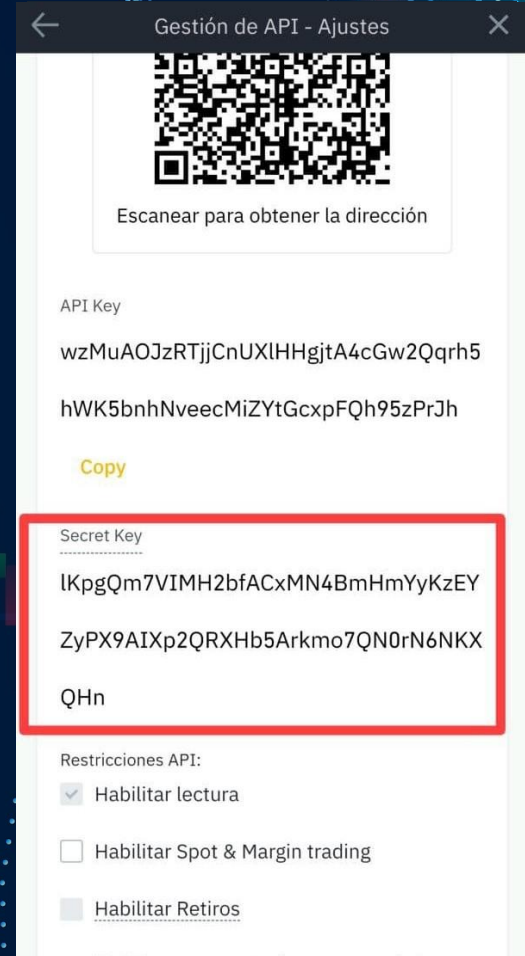 Gestión de API - Ajustes
Escanear para obtener la dirección
API Key
wzMuAOJzRTjjCnUXlHHgjtA4cGw2Qqrh5
hWK5bnhNveecMiZYtGcxpFQh95zPrJh
Copy
Secret Key
lKpgQm7VIMH2bfACxMN4BmHmYyKzEY
ZyPX9AIXp2QRXHb5Arkmo7QN0rN6NKX
QHn
Restricciones API:
Habilitar lectura
Habilitar Spot & Margin trading
Habilitar Retiros